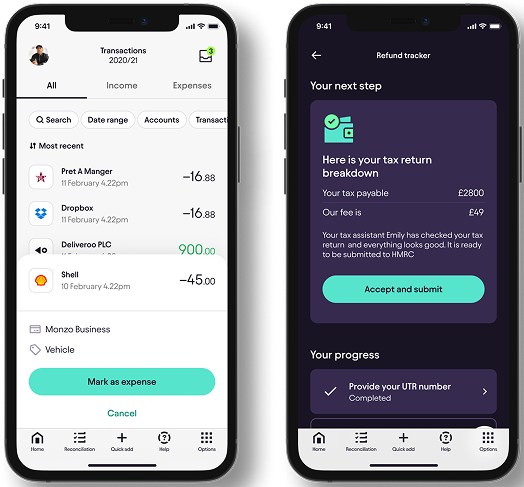 9:41
Transactions
2020/21
3
All
Income
Expenses
Search
Date range
Accounts
Most recent
Pret A Manger
11 February 4.22pm
−16.88
Dropbox
11 February 4.22pm
−16.88
Deliveroo PLC
900.00
Shell
10 February 4.22pm
−45.00
Monzo Business
Vehicle
Mark as expense
Cancel
Home
Reconciliation
Quick add
Help
Options
9:41
Refund tracker
Your next step
Here is your tax return
breakdown
Your tax payable
£2800
Our fee is
£49
Your tax assistant Emily has checked your tax
return and everything looks good. It is ready
to be submitted to HMRC
Accept and submit
Your progress
Provide your UTR number
Completed
Home
Reconciliation
Quick add
Help
Options